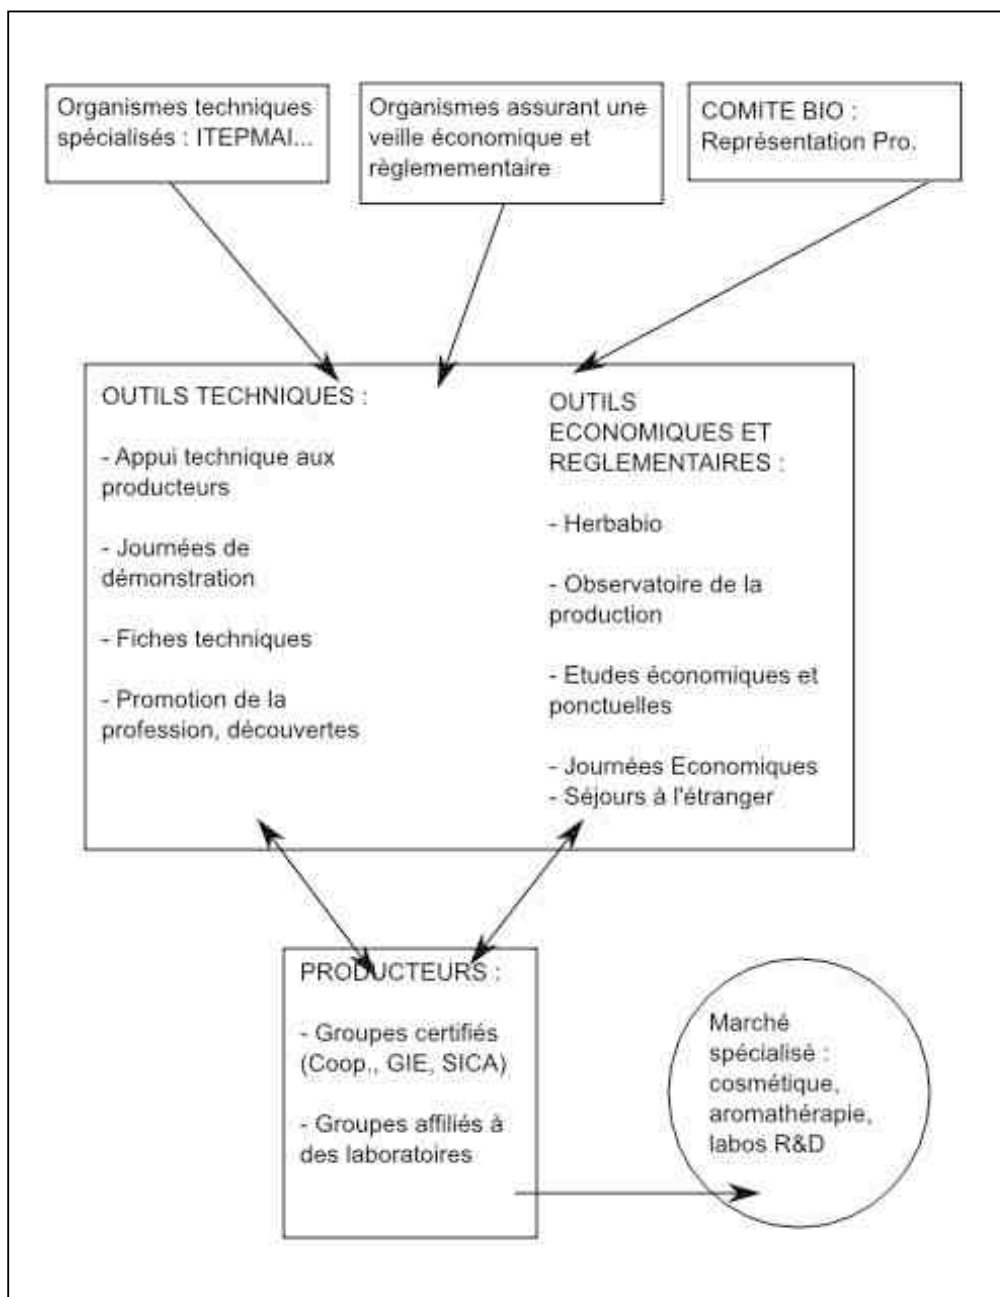 Organismes techniques
spécialisés : ITEPMAI...
Organismes assurant une
veille économique et
règlemementaire
COMITE BIO :
Représentation Pro.
OUTILS TECHNIQUES :
- Appui technique aux
producteurs
- Journées de
démonstration
- Fiches techniques
- Promotion de la
profession, découvertes
OUTILS
ECONOMIQUES ET
REGLEMENTAIRES :
- Herbabio
- Observatoire de la
production
- Etudes économiques et
ponctuelles
- Journées Economiques
- Séjours à l'étranger
PRODUCTEURS :
- Groupes certifiés
(Coop., GIE, SICA)
- Groupes affiliés à
des laboratoires
Marché
spécialisé :
cosmétique,
aromathérapie,
labos R&D